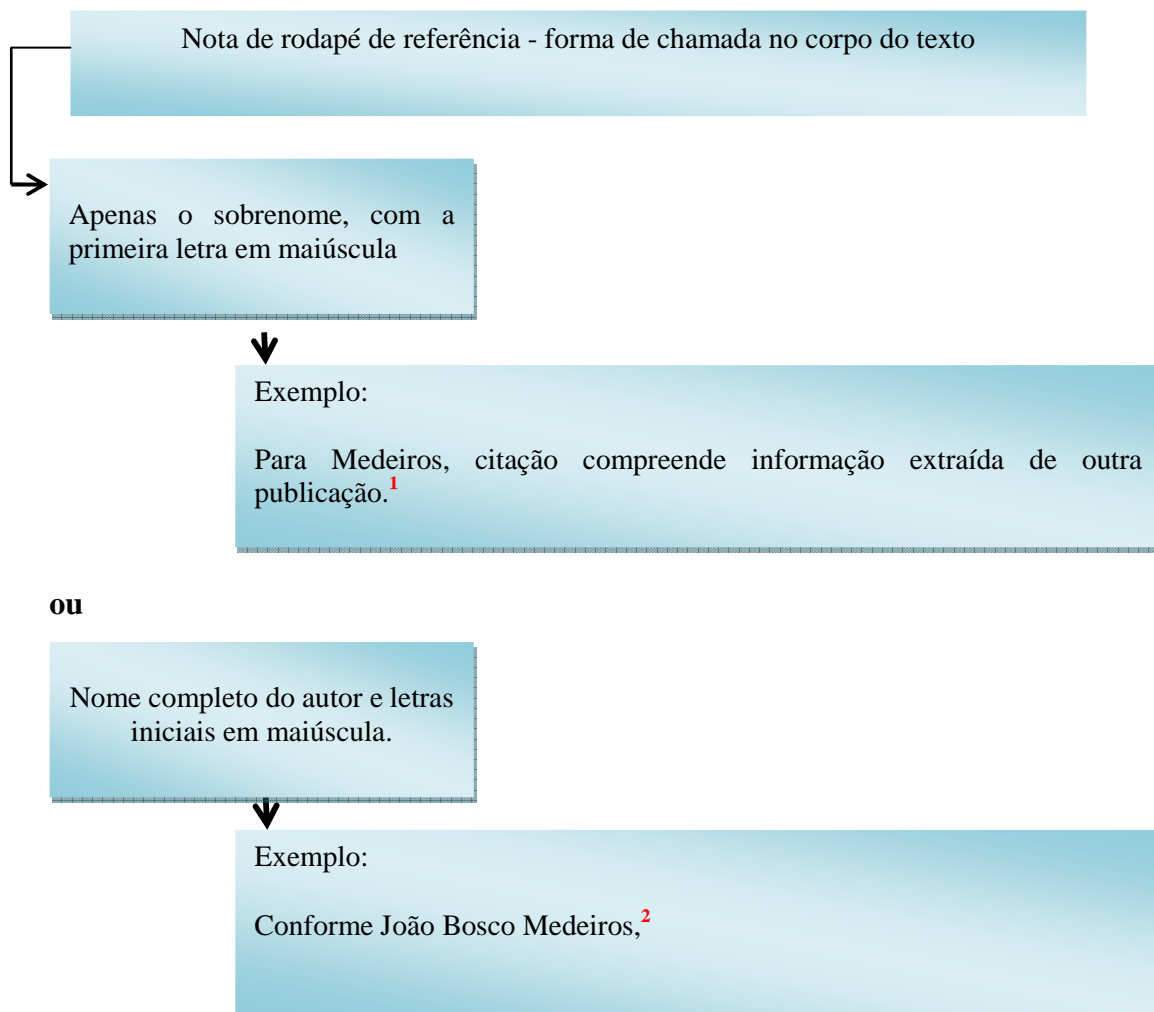 Nota de rodapé de referência - forma de chamada no corpo do texto
Apenas o sobrenome, com a
primeira letra em maiúscula
Exemplo:
Para Medeiros, citação compreende informação extraída de outra
publicação.1
ou
Nome completo do autor e letras
iniciais em maiúscula.
Exemplo:
Conforme João Bosco Medeiros,2